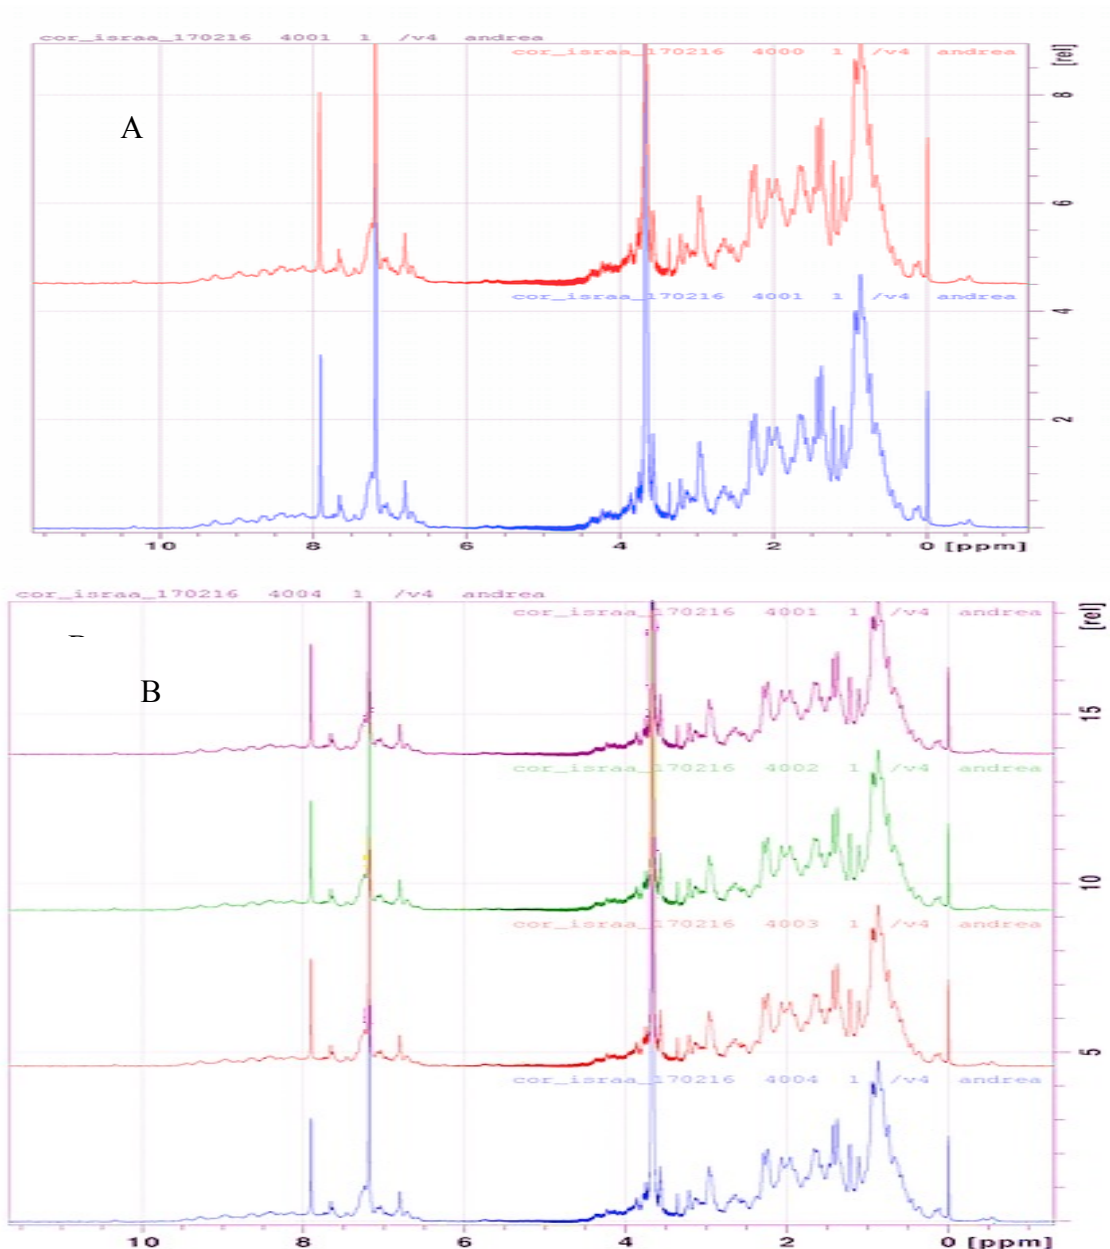 cor_israa_170216 4001 1 /v4 andrea
cor_israa_170216 4000 1 /v4 andrea
[rel]
A
8
6
cor_israa_170216 4001 1 /v4 andrea
4
2
10 8 6 4 2 0 [ppm]
cor_israa_170216 4004 1 /v4 andrea
cor_israa_170216 4001 1 /v4 andrea
[rel]
B
15
cor_israa_170216 4002 1 /v4 andrea
10
cor_israa_170216 4003 1 /v4 andrea
5
cor_israa_170216 4004 1 /v4 andrea
10 8 6 4 2 0 [ppm]